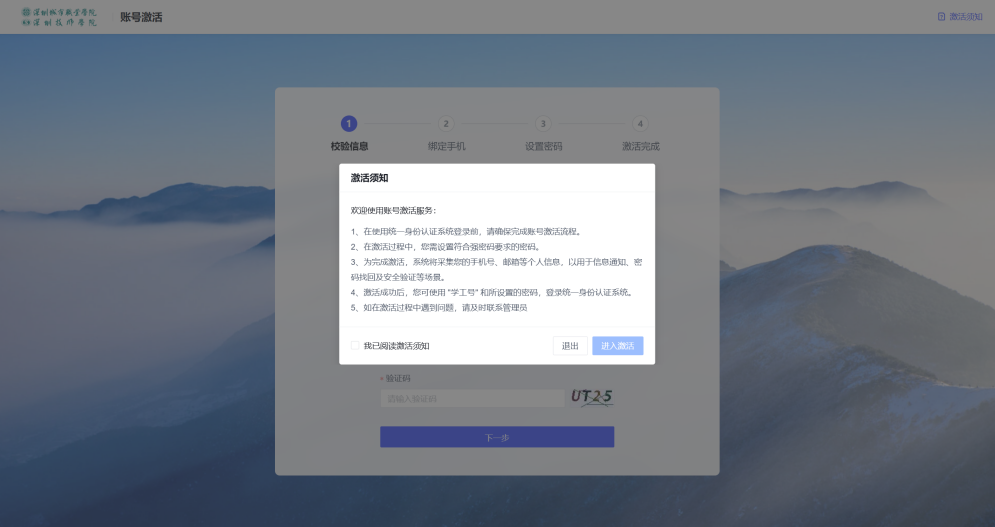 深圳城市职业学院
深圳技师学院
账号激活
激活须知
1
2
3
4
校验信息
绑定手机
设置密码
激活完成
激活须知
欢迎使用账号激活服务：
1、在使用统一身份认证系统登录前，请确保完成账号激活流程。
2、在激活过程中，您需设置符合强密码要求的密码。
3、为完成激活，系统将采集您的手机号、邮箱等个人信息，以用于信息通知、密
码找回及安全验证等场景。
4、激活成功后，您可使用 "学工号" 和所设置的密码，登录统一身份认证系统。
5、如在激活过程中遇到问题，请及时联系管理员
我已阅读激活须知
退出
进入激活
* 验证码
请输入验证码
UT25
下一步